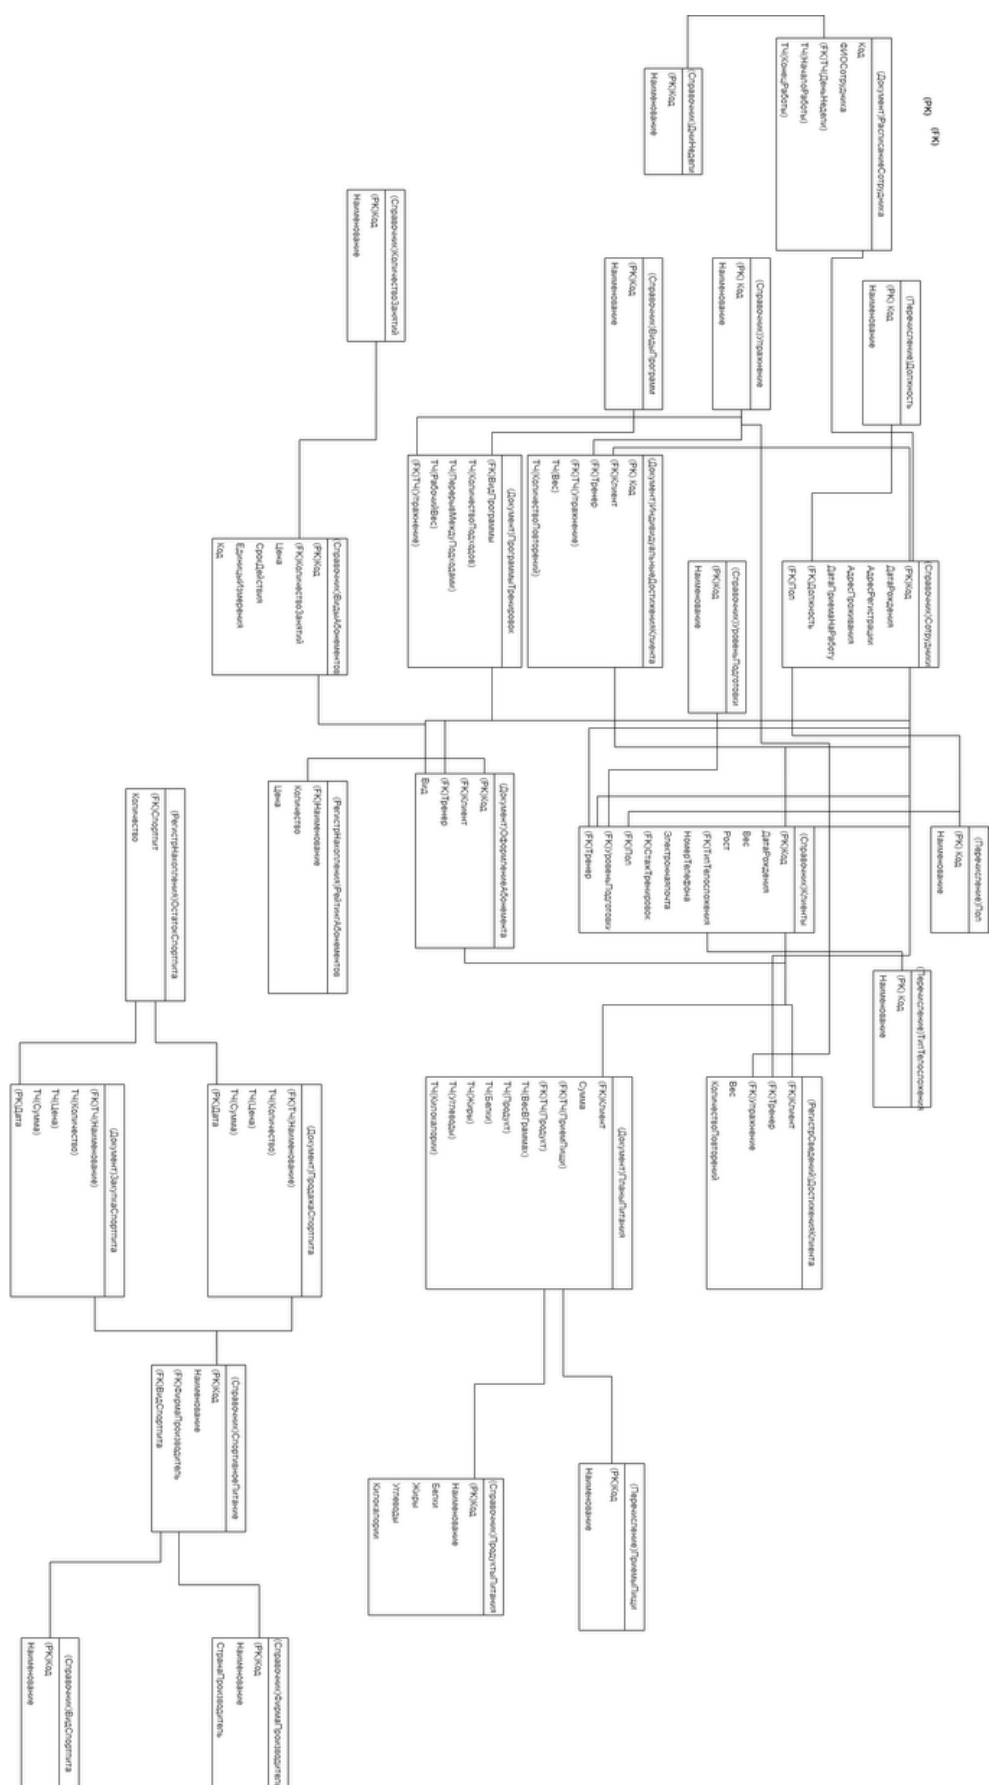 (PK) (FK)
(Документ)РасписаниеСотрудника
Код
ФИОСотрудника
(FK)ТЧ(ДеньНедели)
ТЧ(НачалоРаботы)
ТЧ(КонецРаботы)
(Справочник)ДниНедели
(PK)Код
Наименование
(Перечисление)Должность
(PK) Код
Наименование
(Справочник)Упражнение
(PK) Код
Наименование
(Справочник)ВидыПрограмм
(PK)Код
Наименование
(Справочник)КоличествоЗанятий
(PK)Код
Наименование
(Справочник)Сотрудники
(PK)Код
ДатаРождения
АдресРегистрации
АдресПроживания
ДатаПриемаНаРаботу
(FK)Должность
(FK)Пол
(Справочник)УровеньПодготовки
(PK)Код
Наименование
(Документ)ИндивидуальныеДостиженияКлиента
(PK) Код
(FK)Клиент
(FK)Тренер
(FK)ТЧ(Упражнение)
ТЧ(Вес)
ТЧ(КоличествоПовторений)
(Документ)ПрограммыТренировок
(FK)ВидПрограммы
ТЧ(КоличествоПодходов)
ТЧ(ПерерывМеждуПодходами)
ТЧ(РабочийВес)
(FK)ТЧ(Упражнение)
(Справочник)ВидыАбонементов
(PK)Код
(FK)КоличествоЗанятий
Цена
СрокДействия
ЕдиницыИзмерения
Код
(Перечисление)Пол
(PK) Код
Наименование
(Справочник)Клиенты
(PK)Код
ДатаРождения
Вес
Рост
(FK)ТипТелосложения
НомерТелефона
Электроннаяпочта
(FK)СтажТренировок
(FK)Пол
(FK)УровеньПодготовки
(FK)Тренер
(Документ)ОформлениеАбонемента
(PK)Код
(FK)Клиент
(FK)Тренер
Вид
(РегистрНакопления)РейтингАбонементов
(FK)Наименование
Количество
Цена
(РегистрНакопления)ОстатокСпортпита
(FK)Спортпит
Количество
(Перечисление)ТипТелосложения
(PK) Код
Наименование
(РегистрСведений)ДостиженияКлиента
(FK)Клиент
(FK)Тренер
(FK)Упражнение
Вес
КоличествоПовторений
(Документ)ПланыПитания
(FK)Клиент
Сумма
(FK)ТЧ(ПриемПищи)
(FK)ТЧ(Продукт)
ТЧ(ВесВГраммах)
ТЧ(Продукт)
ТЧ(Белки)
ТЧ(Жиры)
ТЧ(Углеводы)
ТЧ(Килокалории)
(Документ)ПродажаСпортпита
(FK)ТЧ(Наименование)
ТЧ(Количество)
ТЧ(Цена)
ТЧ(Сумма)
(PK)Дата
(Документ)ЗакупкаСпортпита
(FK)ТЧ(Наименование)
ТЧ(Количество)
ТЧ(Цена)
ТЧ(Сумма)
(PK)Дата
(Перечисление)ПриемыПищи
(PK)Код
Наименование
(Справочник)ПродуктыПитания
(PK)Код
Наименование
Белки
Жиры
Углеводы
Килокалории
(Справочник)СпортивноеПитание
(PK)Код
Наименование
(FK)ФирмаПроизводитель
(FK)ВидСпортпита
(Справочник)ФирмаПроизводитель
(PK)Код
Наименование
СтранаПроизводитель
(Справочник)ВидСпортпита
(PK)Код
Наименование